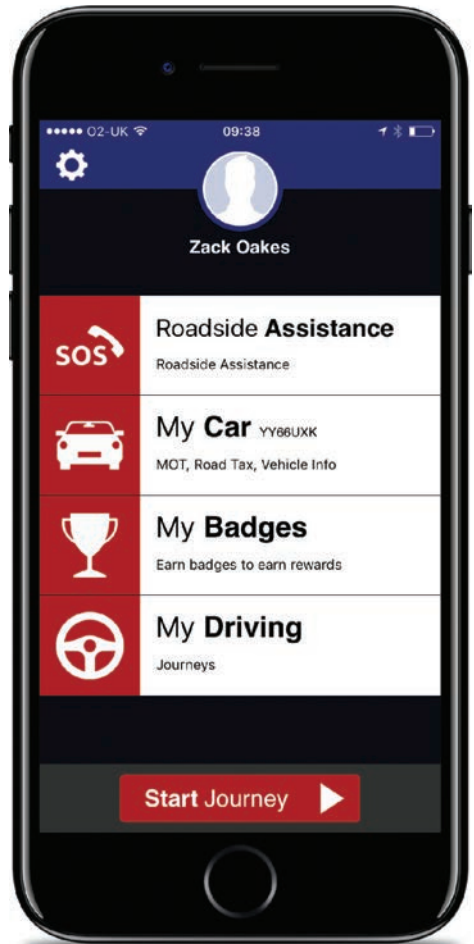 O2-UK 09:38
Zack Oakes
SOS
Roadside Assistance
Roadside Assistance
My Car YY66UXK
MOT, Road Tax, Vehicle Info
My Badges
Earn badges to earn rewards
My Driving
Journeys
Start Journey